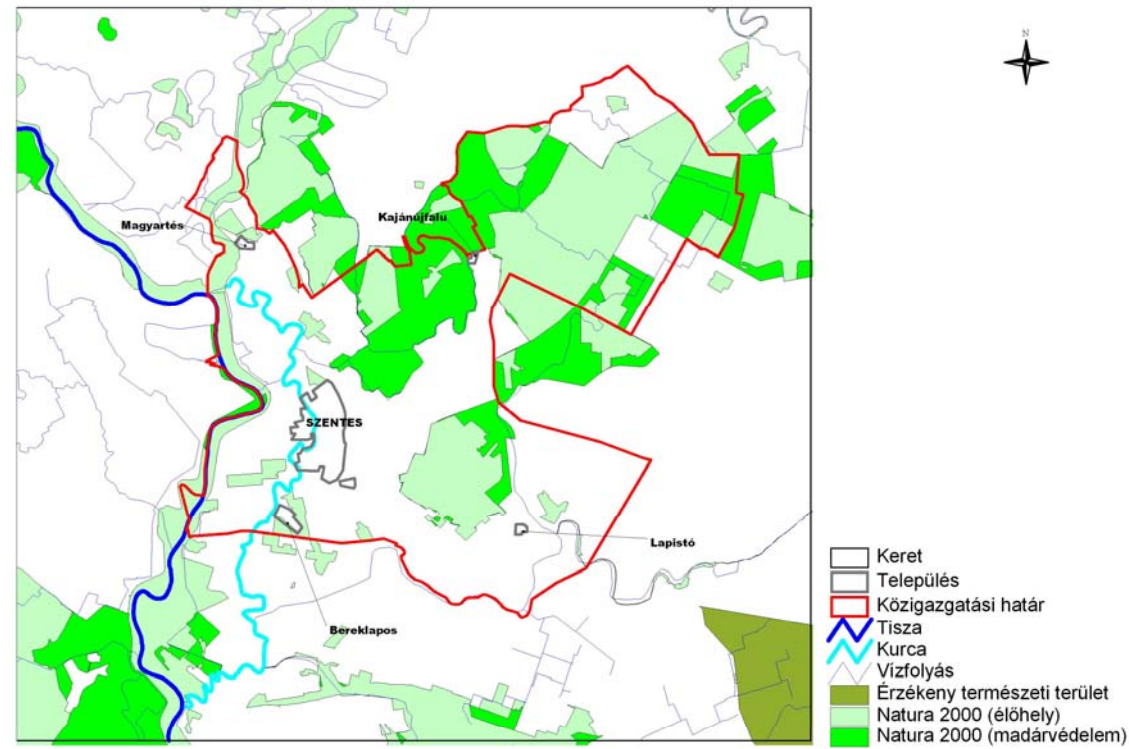 N
Magyartés
Kajánújfalu
SZENTES
Lapistó
Bereklapos
Keret
Település
Közigazgatási határ
Tisza
Kurca
Vízfolyás
Érzékeny természeti terület
Natura 2000 (élőhely)
Natura 2000 (madárvédelem)